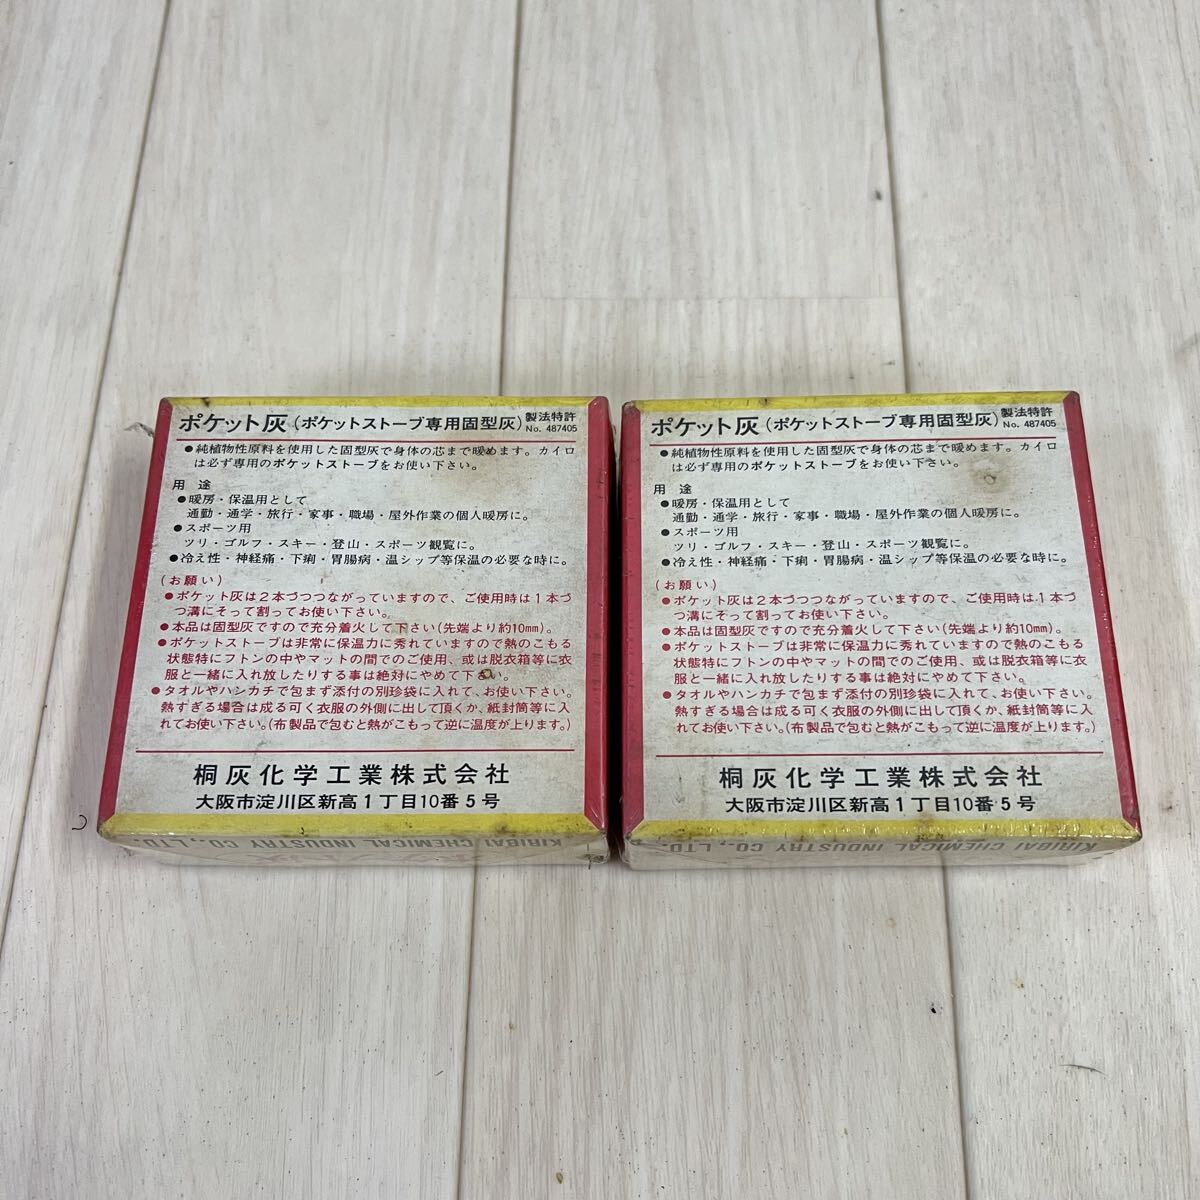 ポケット灰(ポケットストーブ専用固型灰)製法特許 No. 487405
●純植物性原料を使用した固型灰で身体の芯まで暖めます。カイロ
は必ず専用のポケットストーブをお使い下さい。
用途
●暖房・保温用として
通勤・通学・旅行・家事・職場・屋外作業の個人暖房に。
●スポーツ用
ツリ・ゴルフ・スキー・登山・スポーツ観覧に。
●冷え性・神経痛・下痢・胃腸病・温シップ等保温の必要な時に。
(お願い)
●ポケット灰は2本づつつながっていますので、ご使用時は1本づ
つ溝にそって割ってお使い下さい。
●本品は固型灰ですので充分着火して下さい(先端より約10mm)。
●ポケットストーブは非常に保温力に秀れていますので熱のこもる
状態特にフトンの中やマットの間でのご使用、或は脱衣箱等に衣
服と一緒に入れ放したりする事は絶対にやめて下さい。
●タオルやハンカチで包まず添付の別珍袋に入れて、お使い下さい。
熱すぎる場合は成る可く衣服の外側に出して頂くか、紙封筒等に入
れてお使い下さい。(布製品で包むと熱がこもって逆に温度が上ります。)
桐灰化学工業株式会社
大阪市淀川区新高1丁目10番5号
KIRIBAI CHEMICAL INDUSTRY CO., LTD.
ポケット灰(ポケットストーブ専用固型灰)製法特許 No. 487405
●純植物性原料を使用した固型灰で身体の芯まで暖めます。カイロ
は必ず専用のポケットストーブをお使い下さい。
用途
●暖房・保温用として
通勤・通学・旅行・家事・職場・屋外作業の個人暖房に。
●スポーツ用
ツリ・ゴルフ・スキー・登山・スポーツ観覧に。
●冷え性・神経痛・下痢・胃腸病・温シップ等保温の必要な時に。
(お願い)
●ポケット灰は2本づつつながっていますので、ご使用時は1本づ
つ溝にそって割ってお使い下さい。
●本品は固型灰ですので充分着火して下さい(先端より約10mm)。
●ポケットストーブは非常に保温力に秀れていますので熱のこもる
状態特にフトンの中やマットの間でのご使用、或は脱衣箱等に衣
服と一緒に入れ放したりする事は絶対にやめて下さい。
●タオルやハンカチで包まず添付の別珍袋に入れて、お使い下さい。
熱すぎる場合は成る可く衣服の外側に出して頂くか、紙封筒等に入
れてお使い下さい。(布製品で包むと熱がこもって逆に温度が上ります。)
桐灰化学工業株式会社
大阪市淀川区新高1丁目10番5号
KIRIBAI CHEMICAL INDUSTRY CO., LTD.